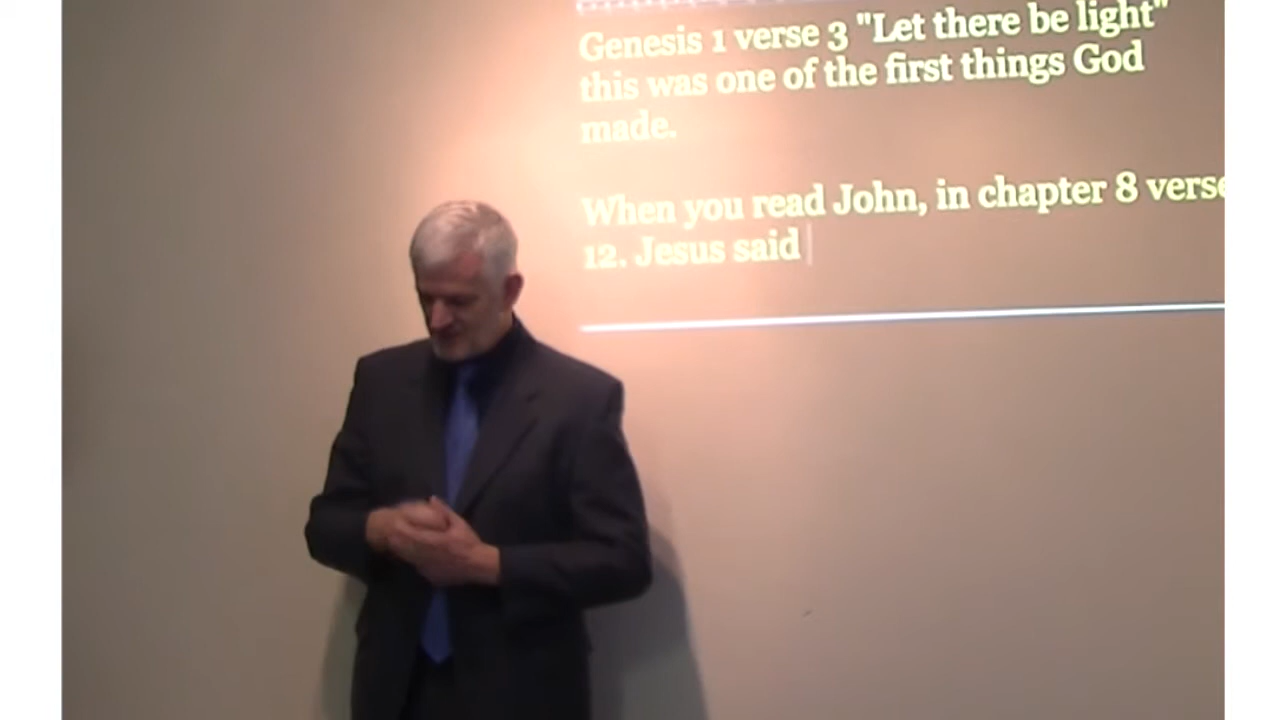 Genesis 1 verse 3 "Let there be light"
this was one of the first things God
made.
When you read John, in chapter 8 verse
12. Jesus said